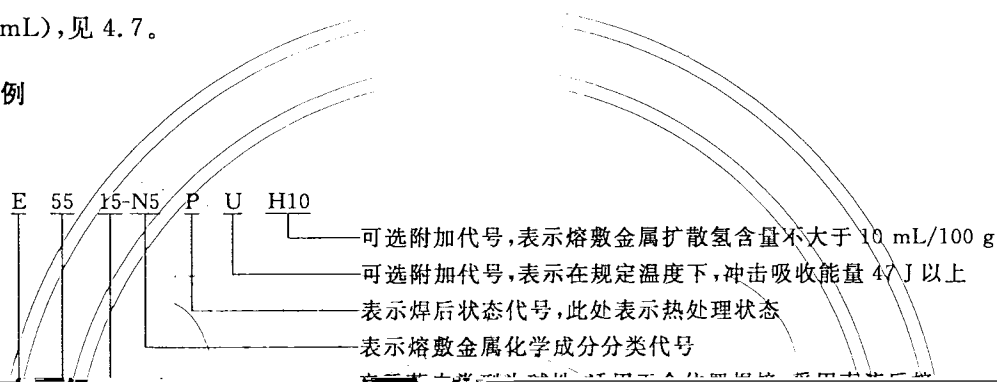 mL),见 4.7。
例
E 55 15-N5 P U H10
可选附加代号,表示熔敷金属扩散氢含量不大于 10 mL/100 g
可选附加代号,表示在规定温度下,冲击吸收能量 47 J 以上
表示焊后状态代号,此处表示热处理状态
表示熔敷金属化学成分分类代号